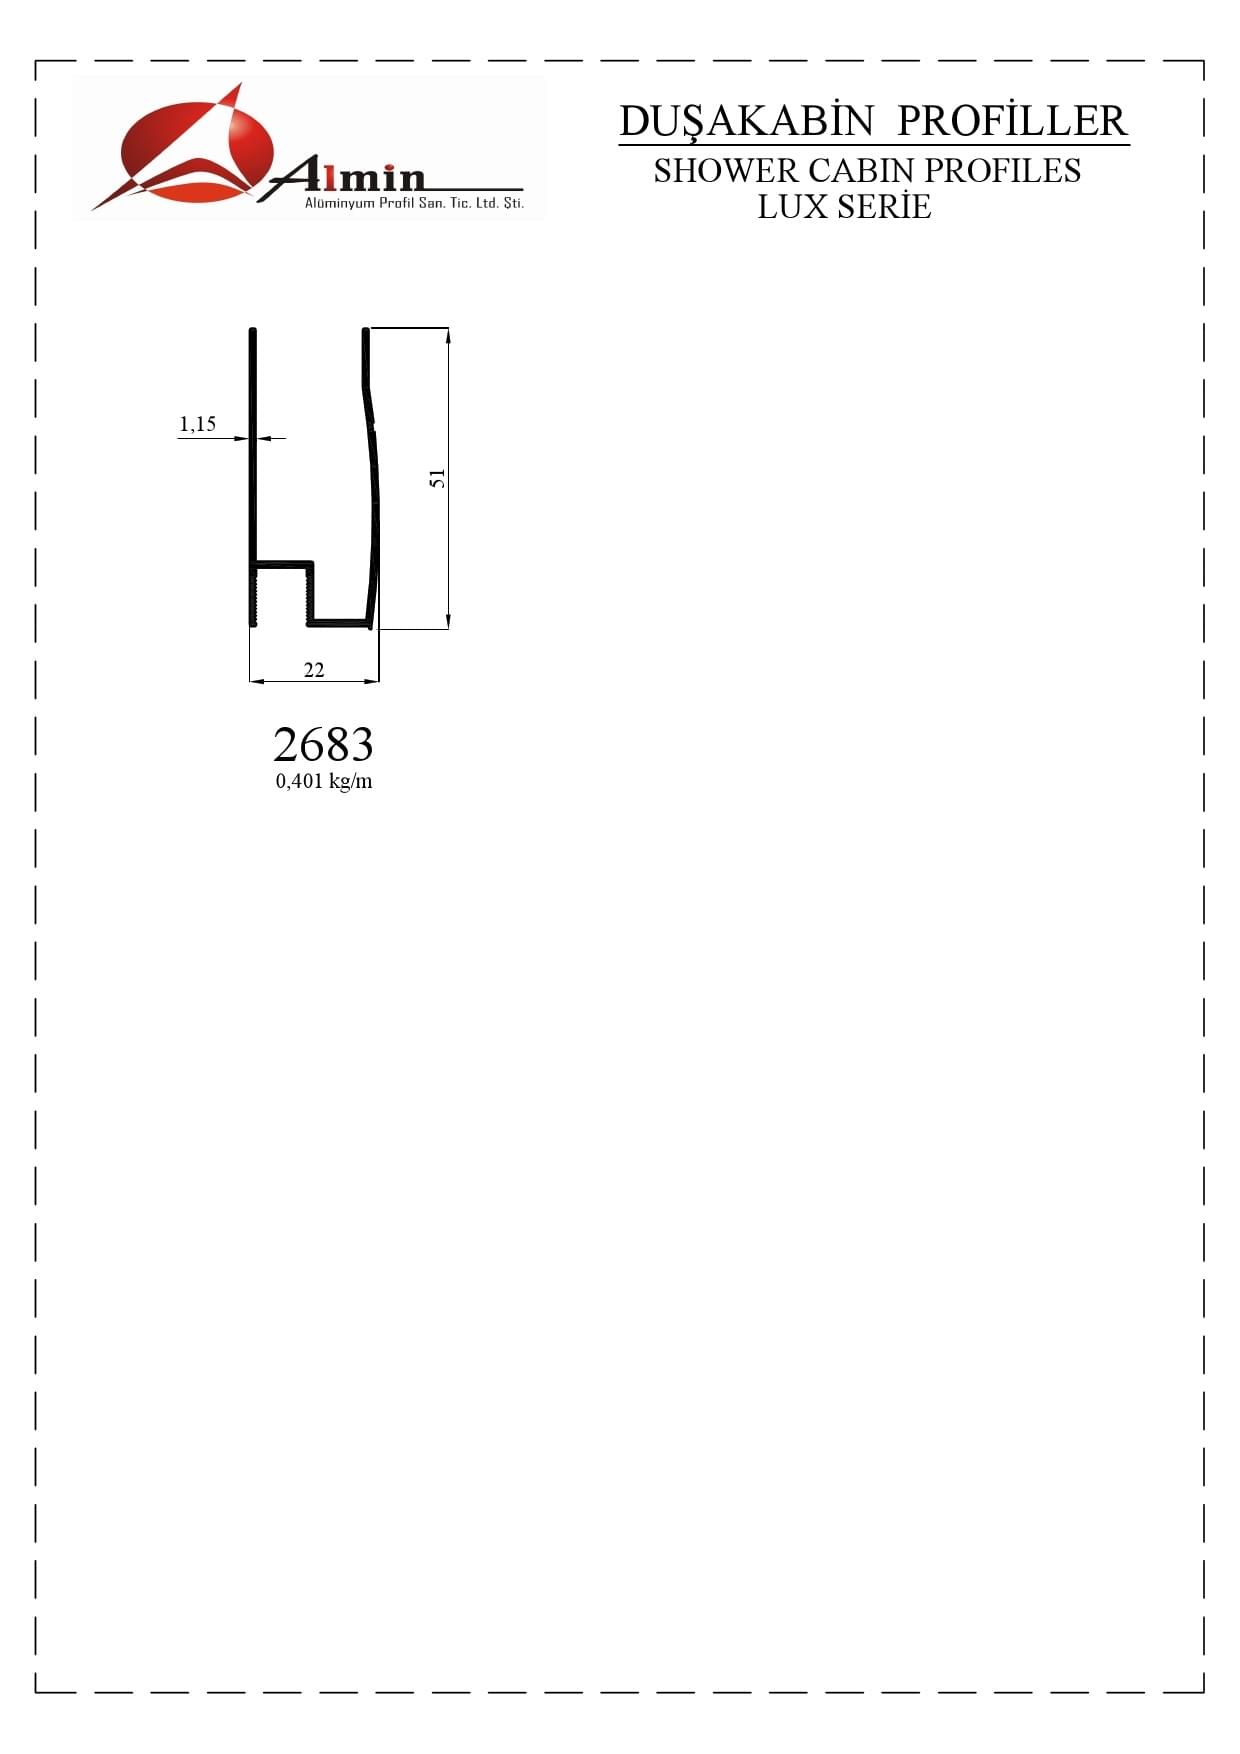 Almin
Alüminyum Profil San. Tic. Ltd. Şti.
DUŞAKABİN PROFİLLER
SHOWER CABIN PROFILES
LUX SERİE
1,15
51
22
2683
0,401 kg/m